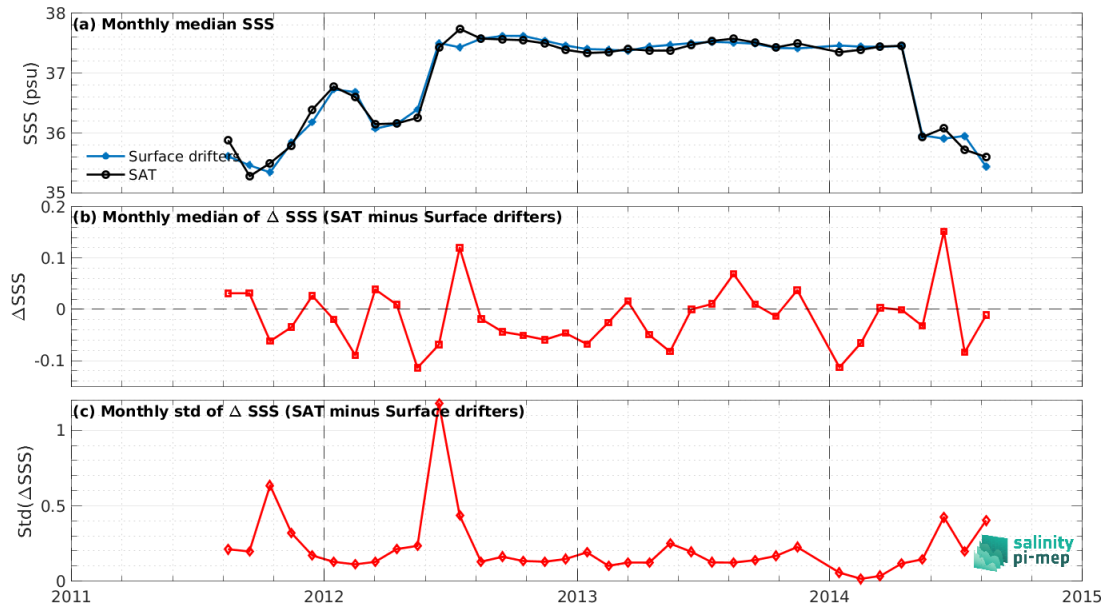 (a) Monthly median SSS
38
37
36
35
SSS (psu)
Surface drifters
SAT
(b) Monthly median of Δ SSS (SAT minus Surface drifters)
0.2
0.1
0
-0.1
ΔSSS
(c) Monthly std of Δ SSS (SAT minus Surface drifters)
1
0.5
0
Std(ΔSSS)
salinity
pi-mep
2011 2012 2013 2014 2015